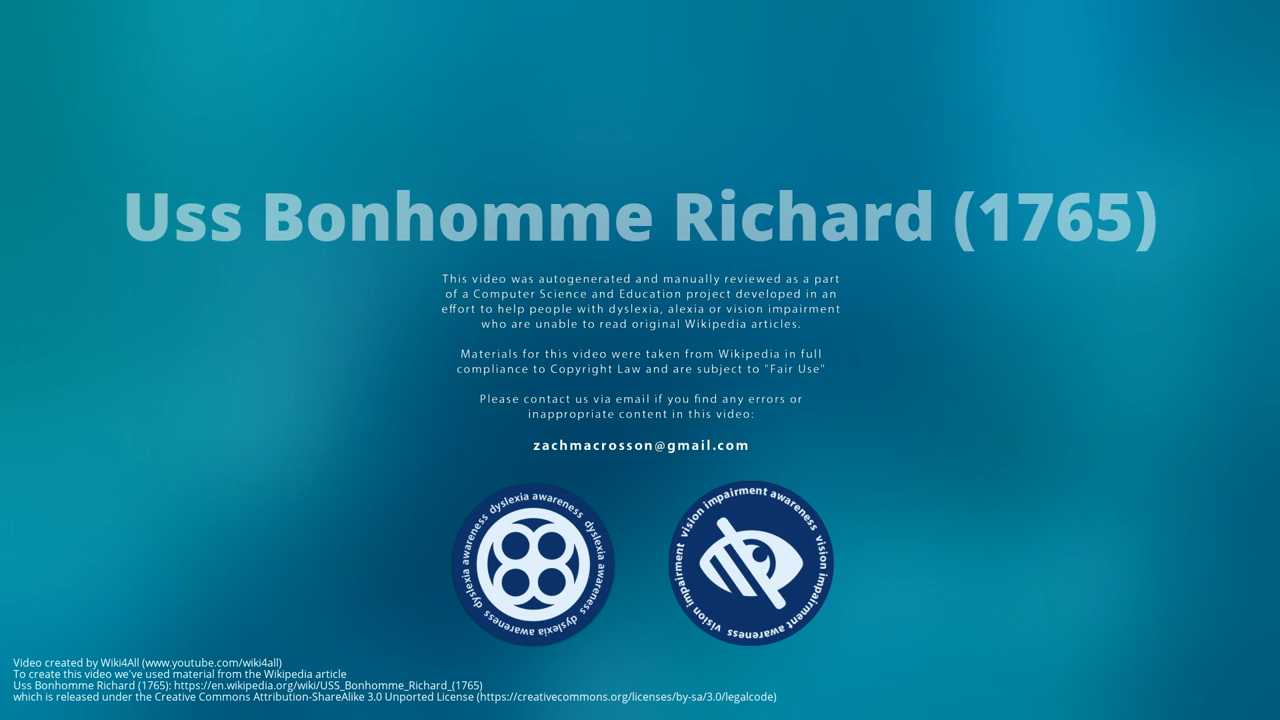 Uss Bonhomme Richard (1765)
This video was autogenerated and manually reviewed as a part
of a Computer Science and Education project developed in an
effort to help people with dyslexia, alexia or vision impairment
who are unable to read original Wikipedia articles.
Materials for this video were taken from Wikipedia in full
compliance to Copyright Law and are subject to "Fair Use"
Please contact us via email if you find any errors or
inappropriate content in this video:
zachmacrosson@gmail.com
dyslexia awareness dyslexia awareness dyslexia awareness dyslexia awareness
vision impairment awareness vision impairment awareness vision impairment
Video created by Wiki4All (www.youtube.com/wiki4all)
To create this video we've used material from the Wikipedia article
Uss Bonhomme Richard (1765): https://en.wikipedia.org/wiki/USS_Bonhomme_Richard_(1765)
which is released under the Creative Commons Attribution-ShareAlike 3.0 Unported License (https://creativecommons.org/licenses/by-sa/3.0/legalcode)